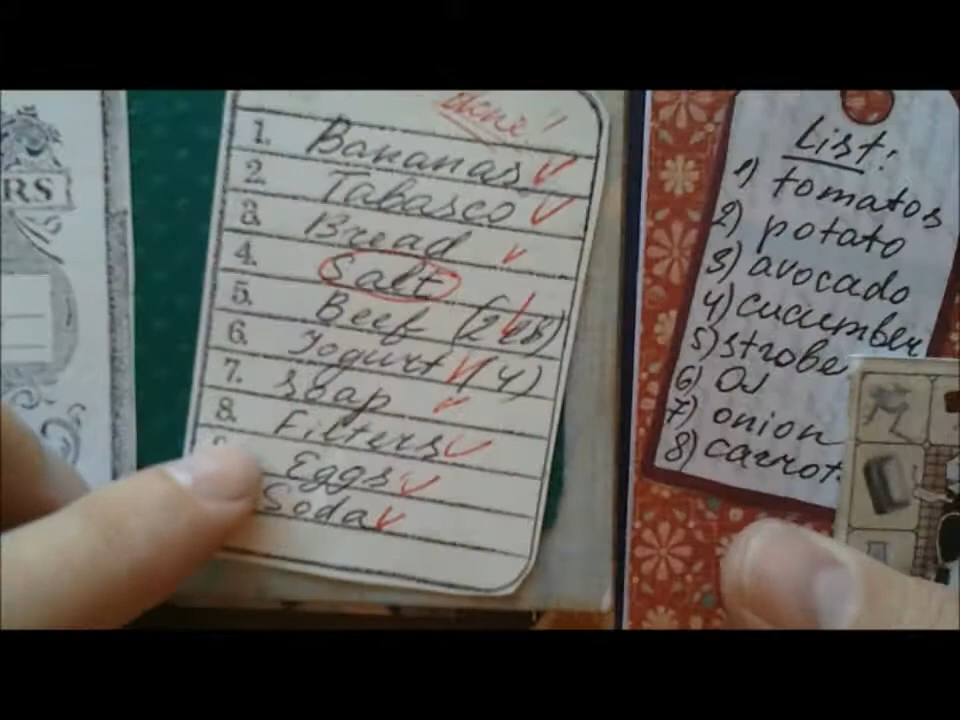 RS
Done!
1. Bananas
2. Tabasco
3. Bread
4. Salt
5. Beef (2
6. Yogurt (4)
7. Soap
8. Filters
Eggs
Soda
List:
1) tomatos
2) potato
3) avocado
4) cucumber
5) strobe
6) OJ
7) onion
8) carrot